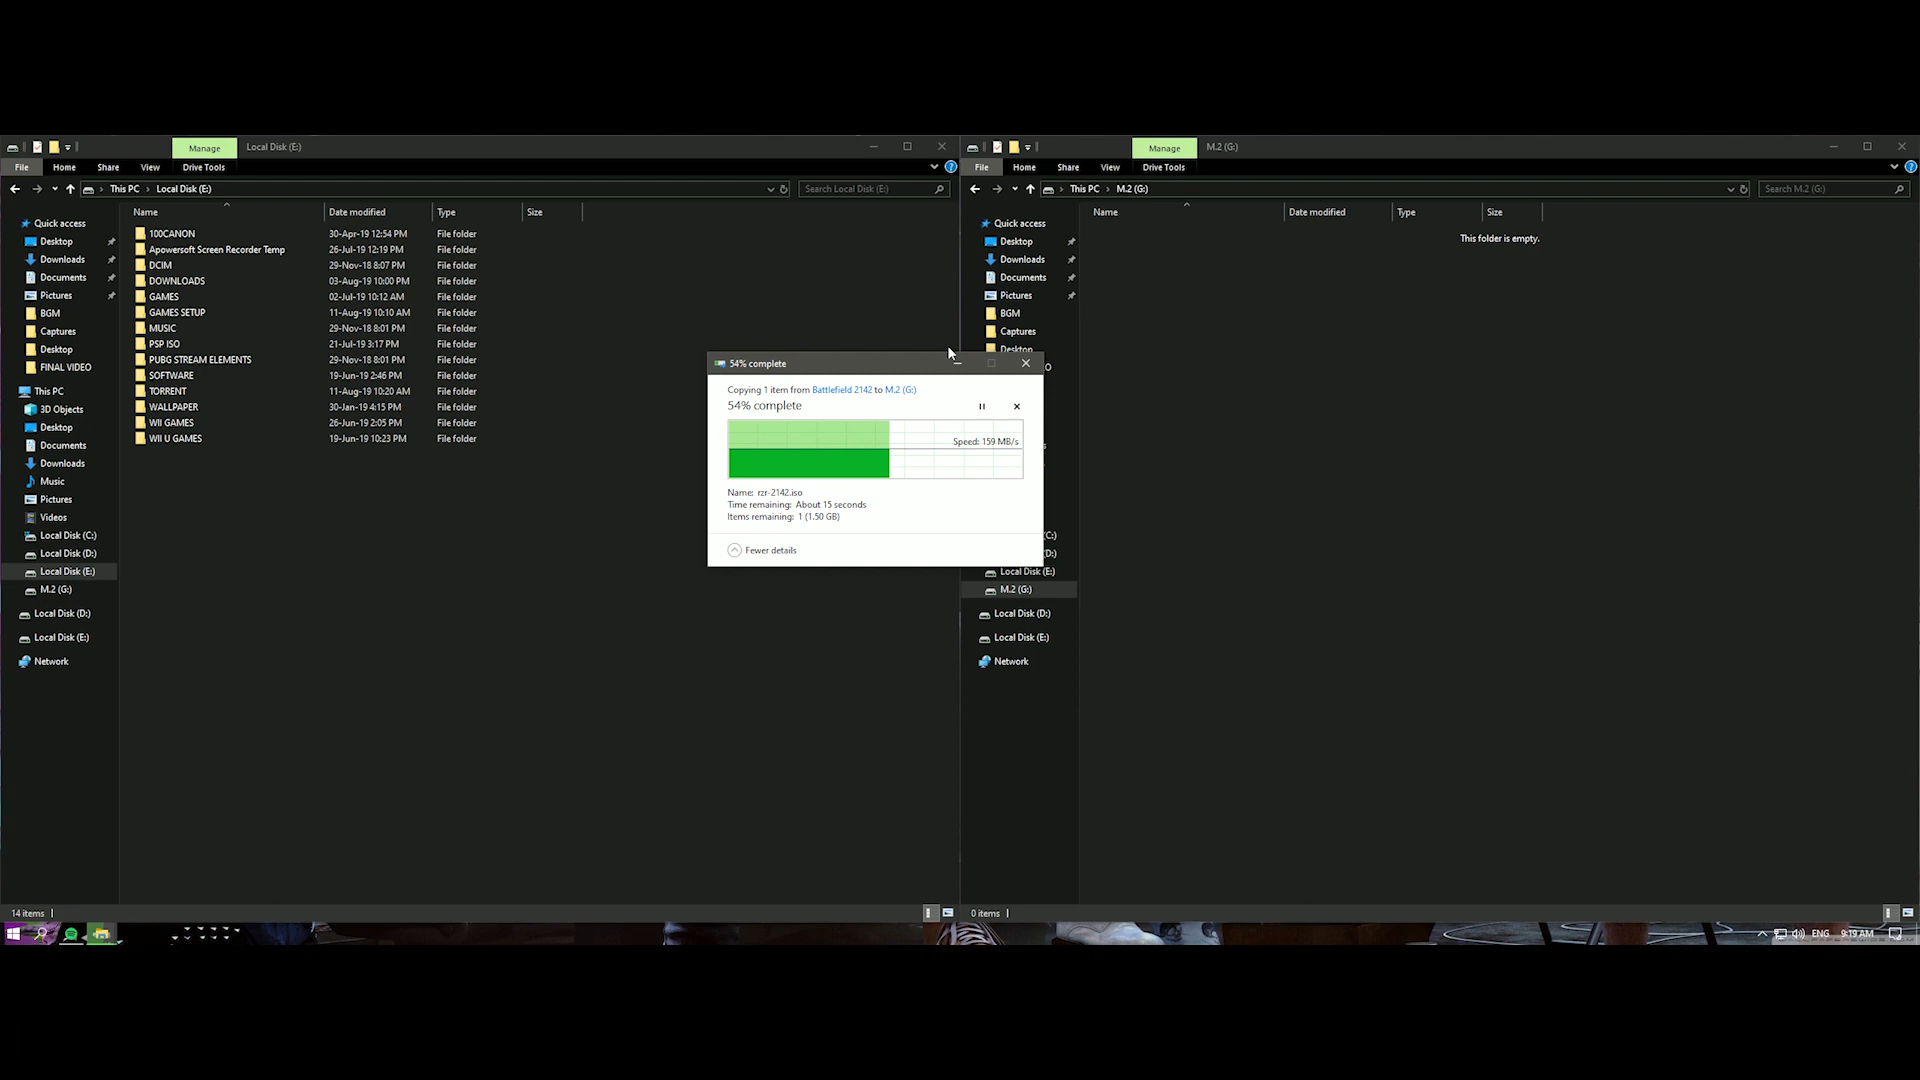 Manage Local Disk (E:)
File Home Share View Drive Tools
This PC Local Disk (E:) Search Local Disk (E:)
Name Date modified Type Size
Quick access
Desktop
Downloads
Documents
Pictures
BGM
Captures
Desktop
FINAL VIDEO
This PC
3D Objects
Desktop
Documents
Downloads
Music
Pictures
Videos
Local Disk (C:)
Local Disk (D:)
Local Disk (E:)
M.2 (G:)
Local Disk (D:)
Local Disk (E:)
Network
100CANON 30-Apr-19 12:54 PM File folder
Apowersoft Screen Recorder Temp 26-Jul-19 12:19 PM File folder
DCIM 29-Nov-18 8:07 PM File folder
DOWNLOADS 03-Aug-19 10:00 PM File folder
GAMES 02-Jul-19 10:12 AM File folder
GAMES SETUP 11-Aug-19 10:10 AM File folder
MUSIC 29-Nov-18 8:01 PM File folder
PSP ISO 21-Jul-19 3:17 PM File folder
PUBG STREAM ELEMENTS 29-Nov-18 8:01 PM File folder
SOFTWARE 19-Jun-19 2:46 PM File folder
TORRENT 11-Aug-19 10:20 AM File folder
WALLPAPER 30-Jan-19 4:15 PM File folder
WII GAMES 26-Jun-19 2:05 PM File folder
WII U GAMES 19-Jun-19 10:23 PM File folder
14 items
54% complete
Copying 1 item from Battlefield 2142 to M.2 (G:)
54% complete
Speed: 159 MB/s
Name: rzr-2142.iso
Time remaining: About 15 seconds
Items remaining: 1 (1.50 GB)
Fewer details
Manage M.2 (G:)
File Home Share View Drive Tools
This PC M.2 (G:) Search M.2 (G:)
Name Date modified Type Size
This folder is empty.
Quick access
Desktop
Downloads
Documents
Pictures
BGM
Captures
Desktop
O
(C:)
(D:)
Local Disk (E:)
M.2 (G:)
Local Disk (D:)
Local Disk (E:)
Network
0 items
ENG 9:19 AM